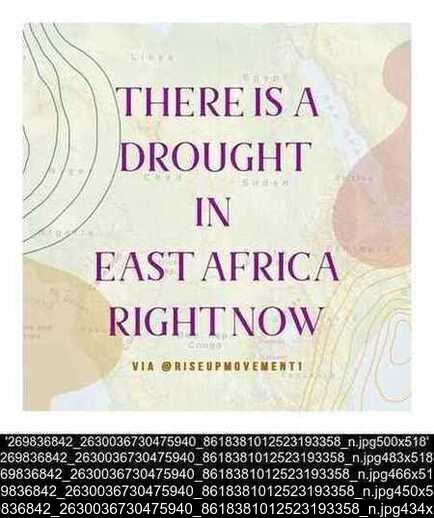 Libya
Egypt
THERE IS A
DROUGHT
IN
EAST AFRICA
RIGHT NOW
Chad
Sudan
Congo
VIA @RISEUPMOVEMENT1
'269836842_2630036730475940_8618381012523193358_n.jpg500x518'
269836842_2630036730475940_8618381012523193358_n.jpg483x518
69836842_2630036730475940_8618381012523193358_n.jpg466x51
9836842_2630036730475940_8618381012523193358_n.jpg450x5
836842_2630036730475940_8618381012523193358_n.jpg434x